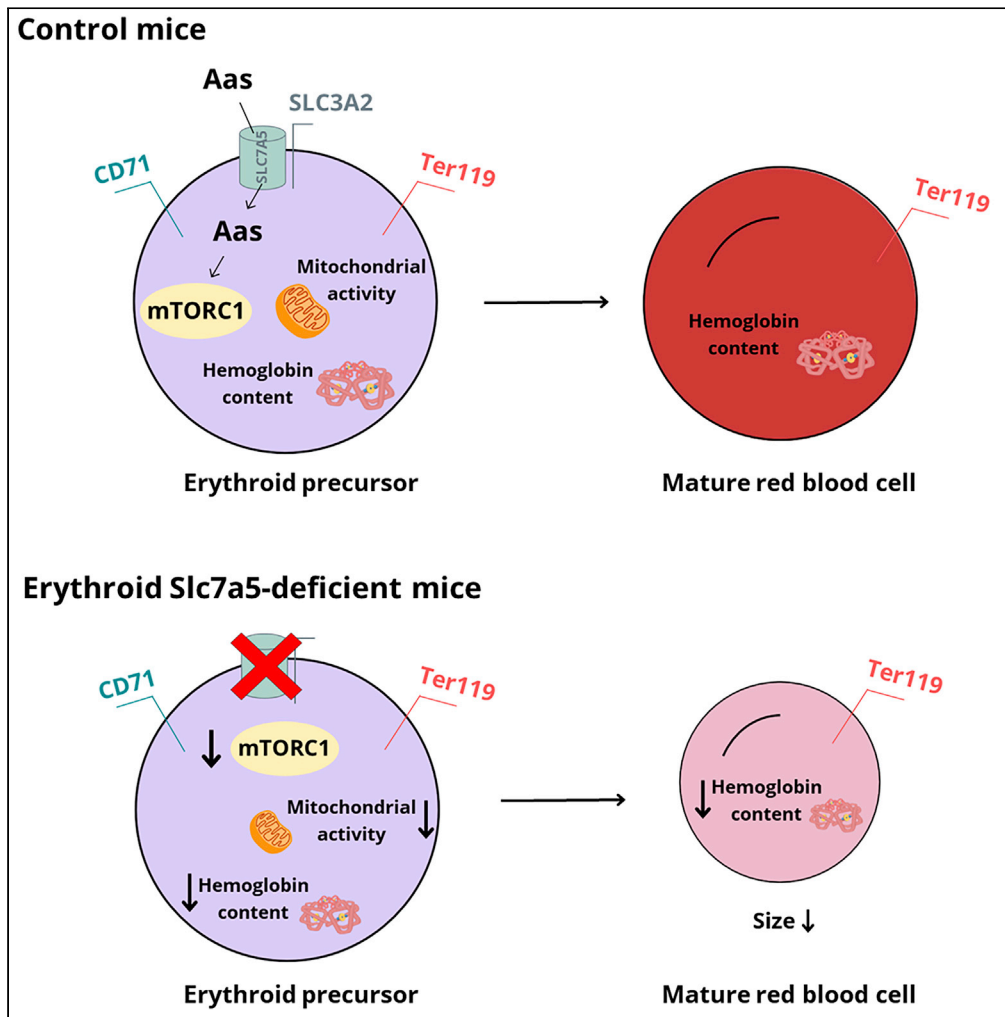 Control mice
Aas
SLC3A2
SLC7A5
CD71
Ter119
Aas
mTORC1
Mitochondrial
activity
Hemoglobin
content
Erythroid precursor
Ter119
Hemoglobin
content
Mature red blood cell
Erythroid Slc7a5-deficient mice
CD71
Ter119
↓ mTORC1
Mitochondrial ↓
activity
↓ Hemoglobin
content
Erythroid precursor
Ter119
↓ Hemoglobin
content
Size ↓
Mature red blood cell